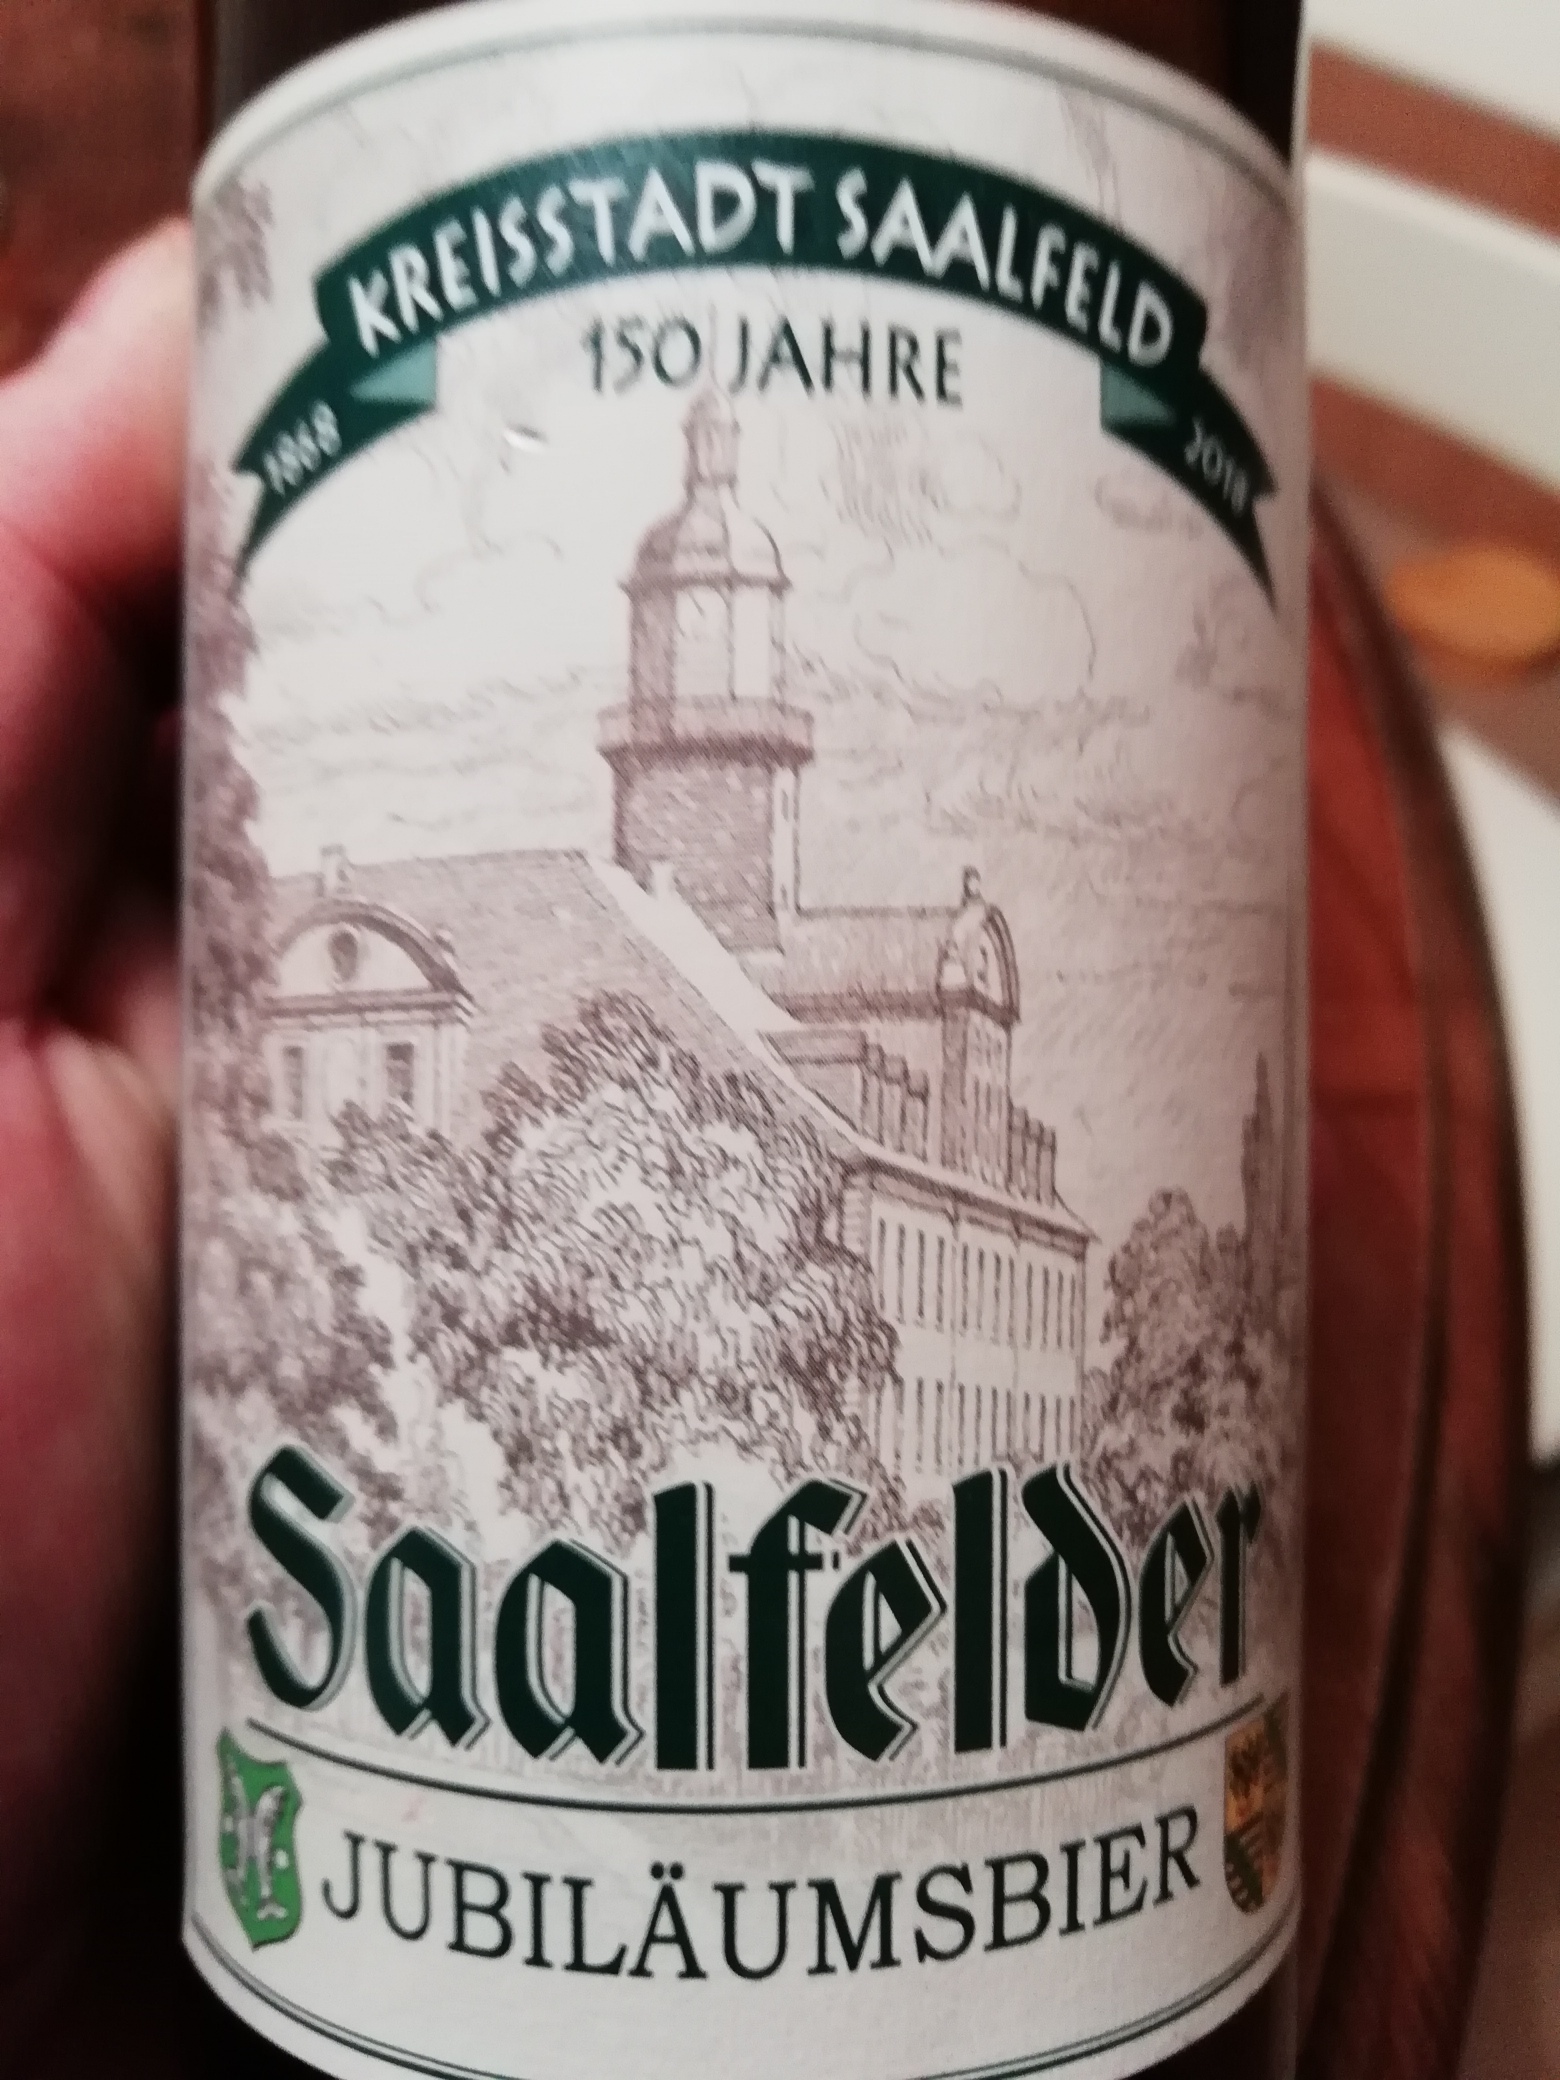 KREISSTADT SAALFELD
150 JAHRE
1868
2018
Saalfelder
JUBILÄUMSBIER